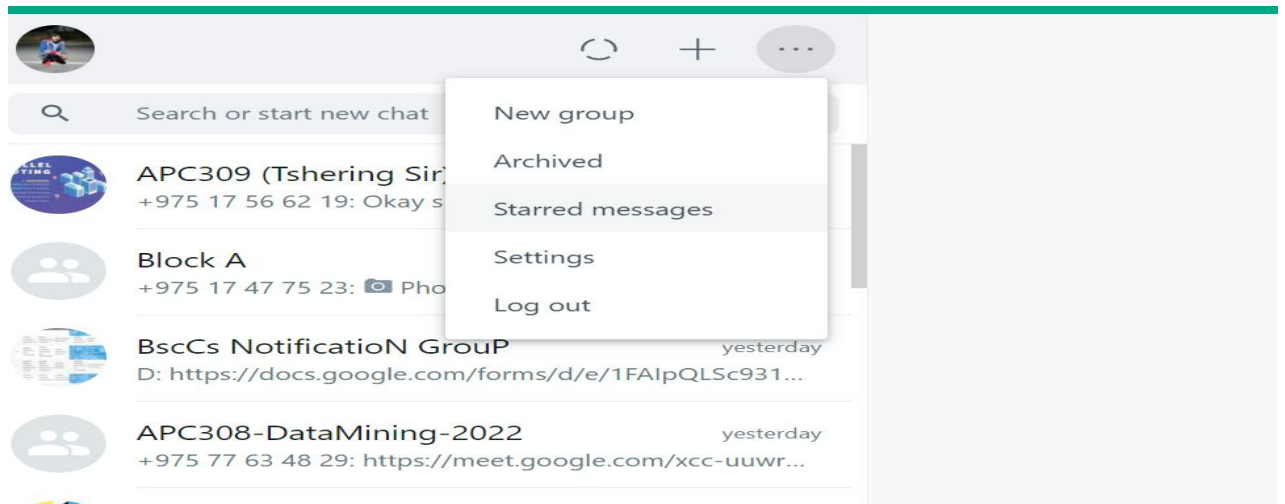 Search or start new chat
New group
Archived
Starred messages
Settings
Log out
APC309 (Tshering Sir)
+975 17 56 62 19: Okay s
Block A
+975 17 47 75 23: Pho
BscCs NotificatioN GrouP
yesterday
D: https://docs.google.com/forms/d/e/1FAIpQLSc931...
APC308-DataMining-2022
yesterday
+975 77 63 48 29: https://meet.google.com/xcc-uuwr...